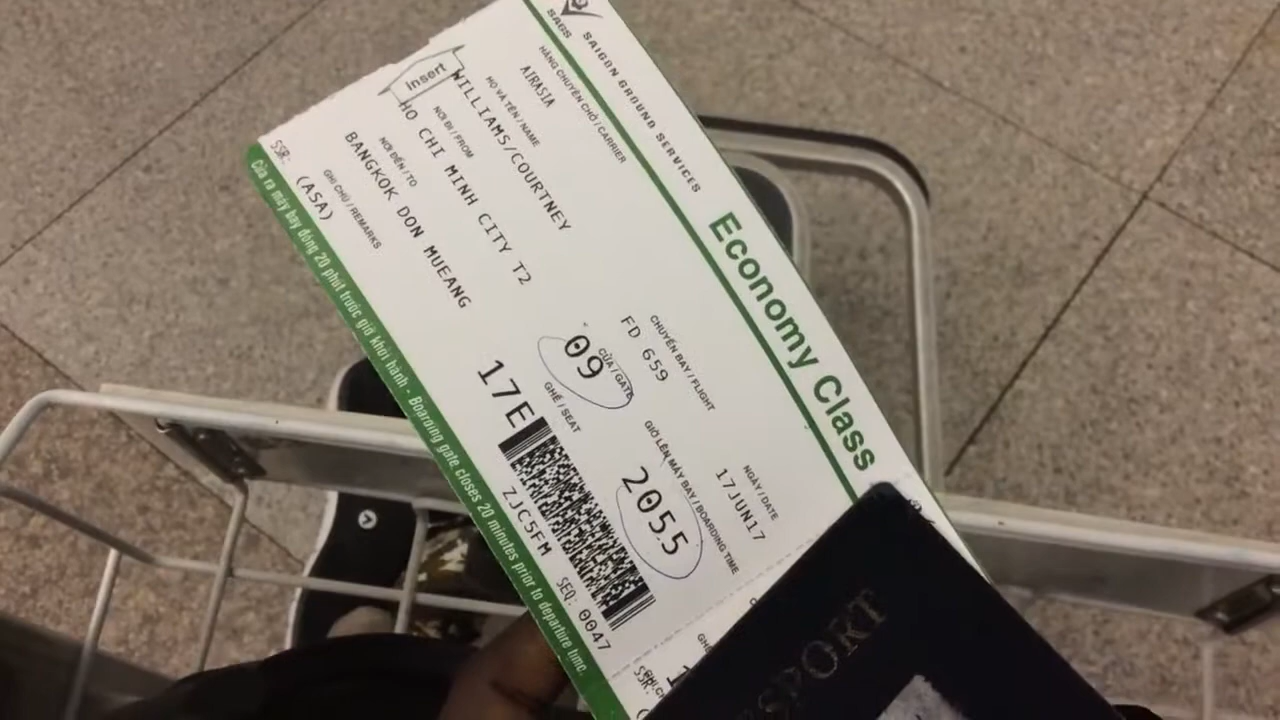 SAGS SAIGON GROUND SERVICES
Economy Class
HÃNG CHUYÊN CHỞ / CARRIER
AIRASIA
HỌ VÀ TÊN / NAME
WILLIAMS/COURTNEY
insert
NƠI ĐI / FROM
HO CHI MINH CITY T2
NƠI ĐẾN / TO
BANGKOK DON MUEANG
GHI CHÚ / REMARKS
(ASA)
SSR:
CHUYẾN BAY / FLIGHT
FD 659
NGÀY / DATE
17JUN17
CỬA / GATE
09
GIỜ LÊN MÁY BAY / BOARDING TIME
2055
GHẾ / SEAT
17E
ZJC5FM
SEQ. 0047
Cửa ra máy bay đóng 20 phút trước giờ khởi hành - Boarding gate closes 20 minutes prior to departure time.
SSR: